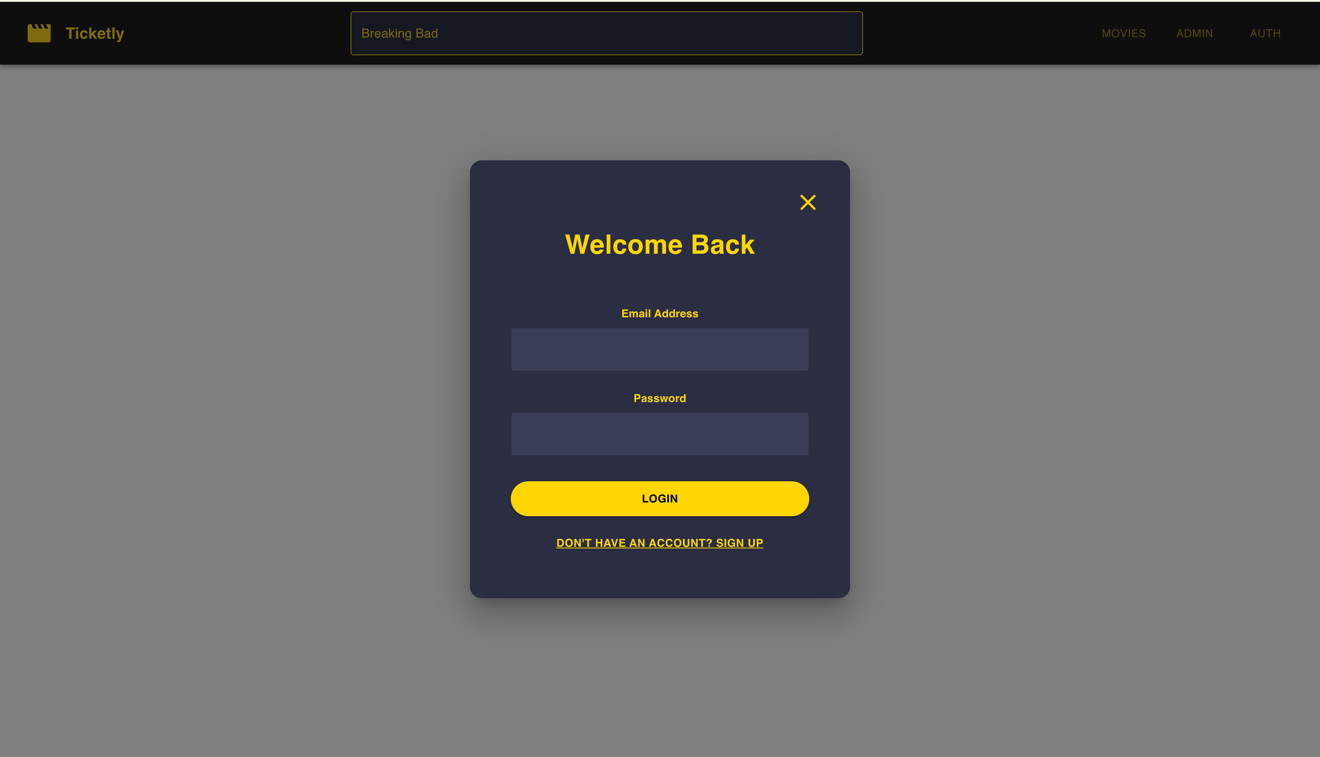 Ticketly
Breaking Bad
MOVIES ADMIN AUTH
Welcome Back
Email Address
Password
LOGIN
DON'T HAVE AN ACCOUNT? SIGN UP